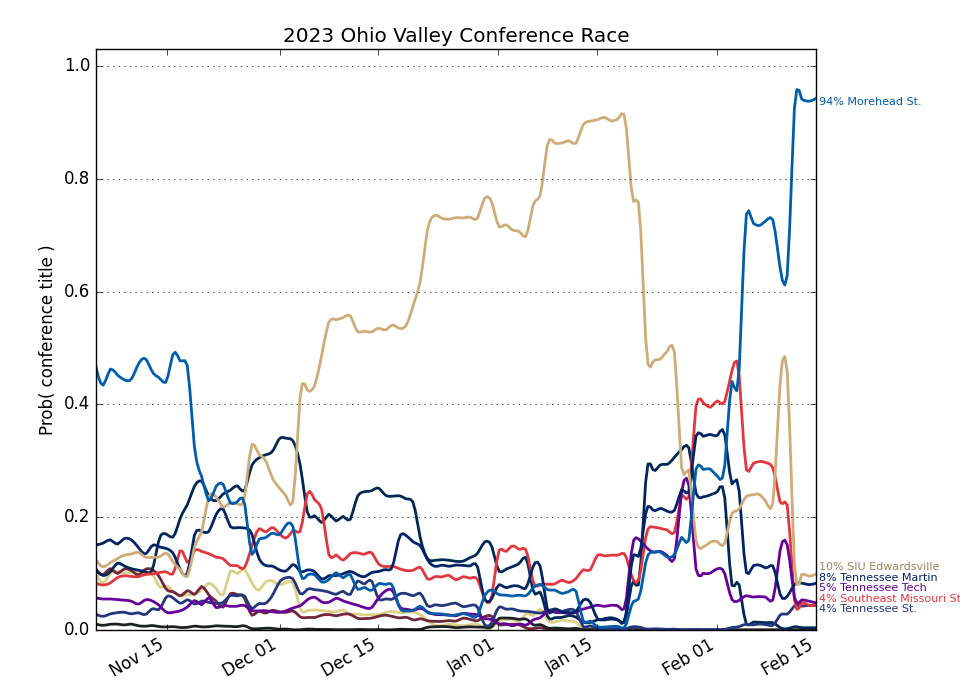 2023 Ohio Valley Conference Race
Prob( conference title )
1.0
0.8
0.6
0.4
0.2
0.0
Nov 15
Dec 01
Dec 15
Jan 01
Jan 15
Feb 01
Feb 15
94% Morehead St.
10% SIU Edwardsville
8% Tennessee Martin
5% Tennessee Tech
4% Southeast Missouri St
4% Tennessee St.